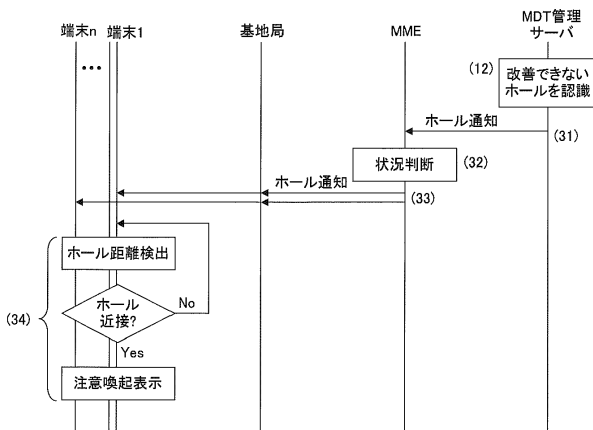 端末n
端末1
基地局
MME
MDT管理
サーバ
•••
(12)
改善できない
ホールを認識
ホール通知
(31)
状況判断
(32)
ホール通知
(33)
ホール距離検出
ホール
近接?
No
(34)
Yes
注意喚起表示